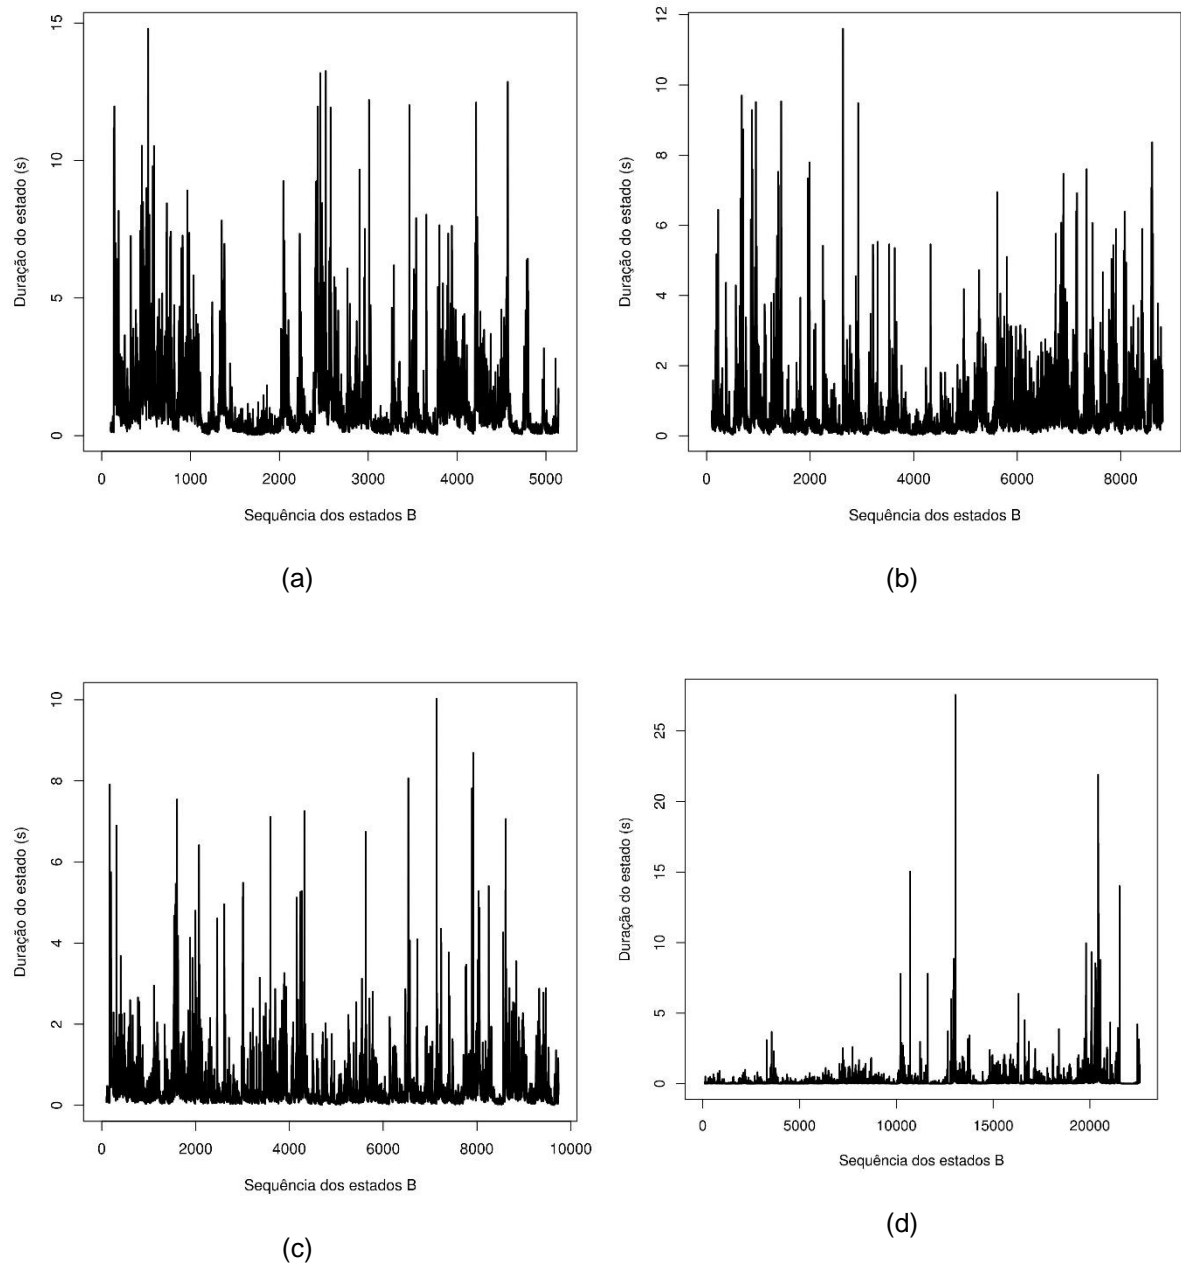 15
10
5
0
Duração do estado (s)
0 1000 2000 3000 4000 5000
Sequência dos estados B
(a)
12
10
8
6
4
2
0
Duração do estado (s)
0 2000 4000 6000 8000
Sequência dos estados B
(b)
10
8
6
4
2
0
Duração do estado (s)
0 2000 4000 6000 8000 10000
Sequência dos estados B
(c)
25
20
15
10
5
0
Duração do estado (s)
0 5000 10000 15000 20000
Sequência dos estados B
(d)